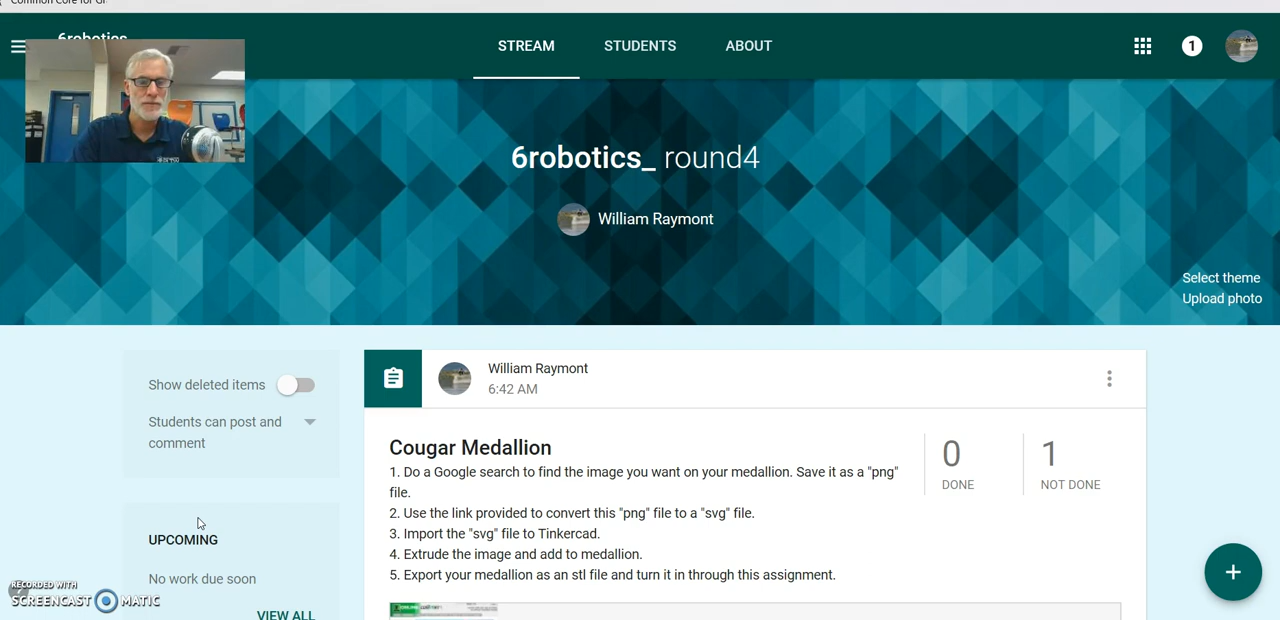 Common Core for Gr
6robotics
STREAM
STUDENTS
ABOUT
1
6robotics_ round4
William Raymont
Select theme
Upload photo
Show deleted items
Students can post and
comment
UPCOMING
No work due soon
VIEW ALL
William Raymont
6:42 AM
Cougar Medallion
1. Do a Google search to find the image you want on your medallion. Save it as a "png"
file.
2. Use the link provided to convert this "png" file to a "svg" file.
3. Import the "svg" file to Tinkercad.
4. Extrude the image and add to medallion.
5. Export your medallion as an stl file and turn it in through this assignment.
0
DONE
1
NOT DONE
+
RECORDED WITH
SCREENCAST MATIC